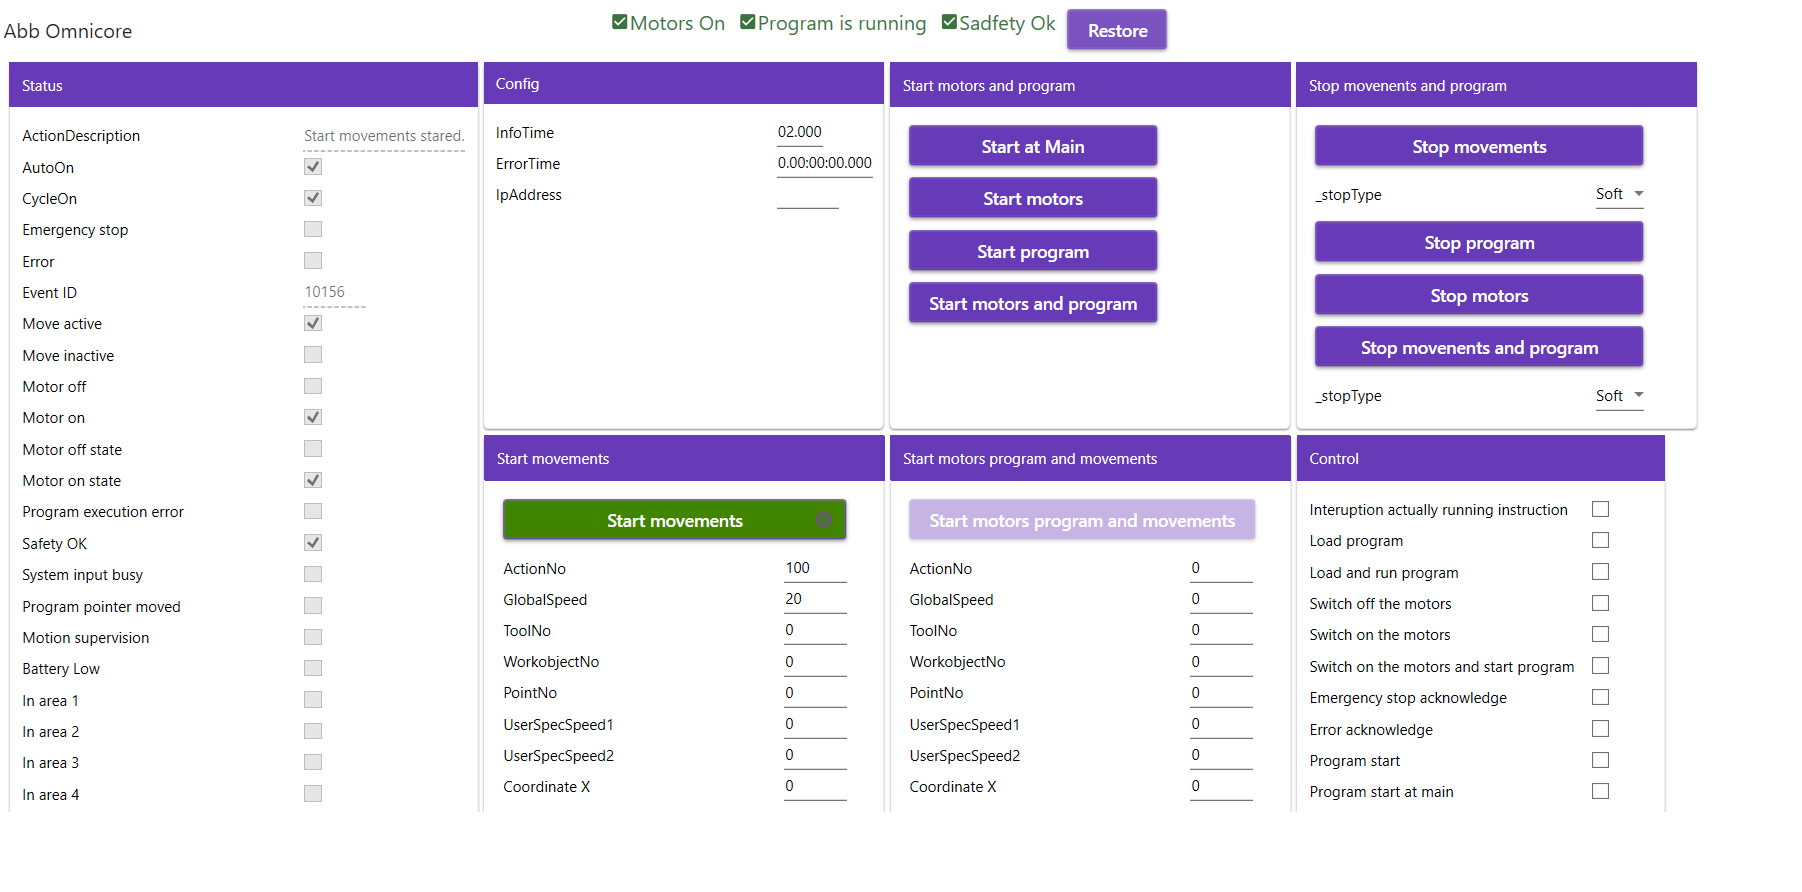 Abb Omnicore
Motors On Program is running Sadfety Ok Restore
Status
ActionDescription Start movements stared.
AutoOn
CycleOn
Emergency stop
Error
Event ID 10156
Move active
Move inactive
Motor off
Motor on
Motor off state
Motor on state
Program execution error
Safety OK
System input busy
Program pointer moved
Motion supervision
Battery Low
In area 1
In area 2
In area 3
In area 4
Config
InfoTime 02.000
ErrorTime 0.00:00:00.000
IpAddress
Start motors and program
Start at Main
Start motors
Start program
Start motors and program
Stop movenents and program
Stop movements
_stopType Soft
Stop program
Stop motors
Stop movenents and program
_stopType Soft
Start movements
Start movements
ActionNo 100
GlobalSpeed 20
ToolNo 0
WorkobjectNo 0
PointNo 0
UserSpecSpeed1 0
UserSpecSpeed2 0
Coordinate X 0
Start motors program and movements
Start motors program and movements
ActionNo 0
GlobalSpeed 0
ToolNo 0
WorkobjectNo 0
PointNo 0
UserSpecSpeed1 0
UserSpecSpeed2 0
Coordinate X 0
Control
Interuption actually running instruction
Load program
Load and run program
Switch off the motors
Switch on the motors
Switch on the motors and start program
Emergency stop acknowledge
Error acknowledge
Program start
Program start at main